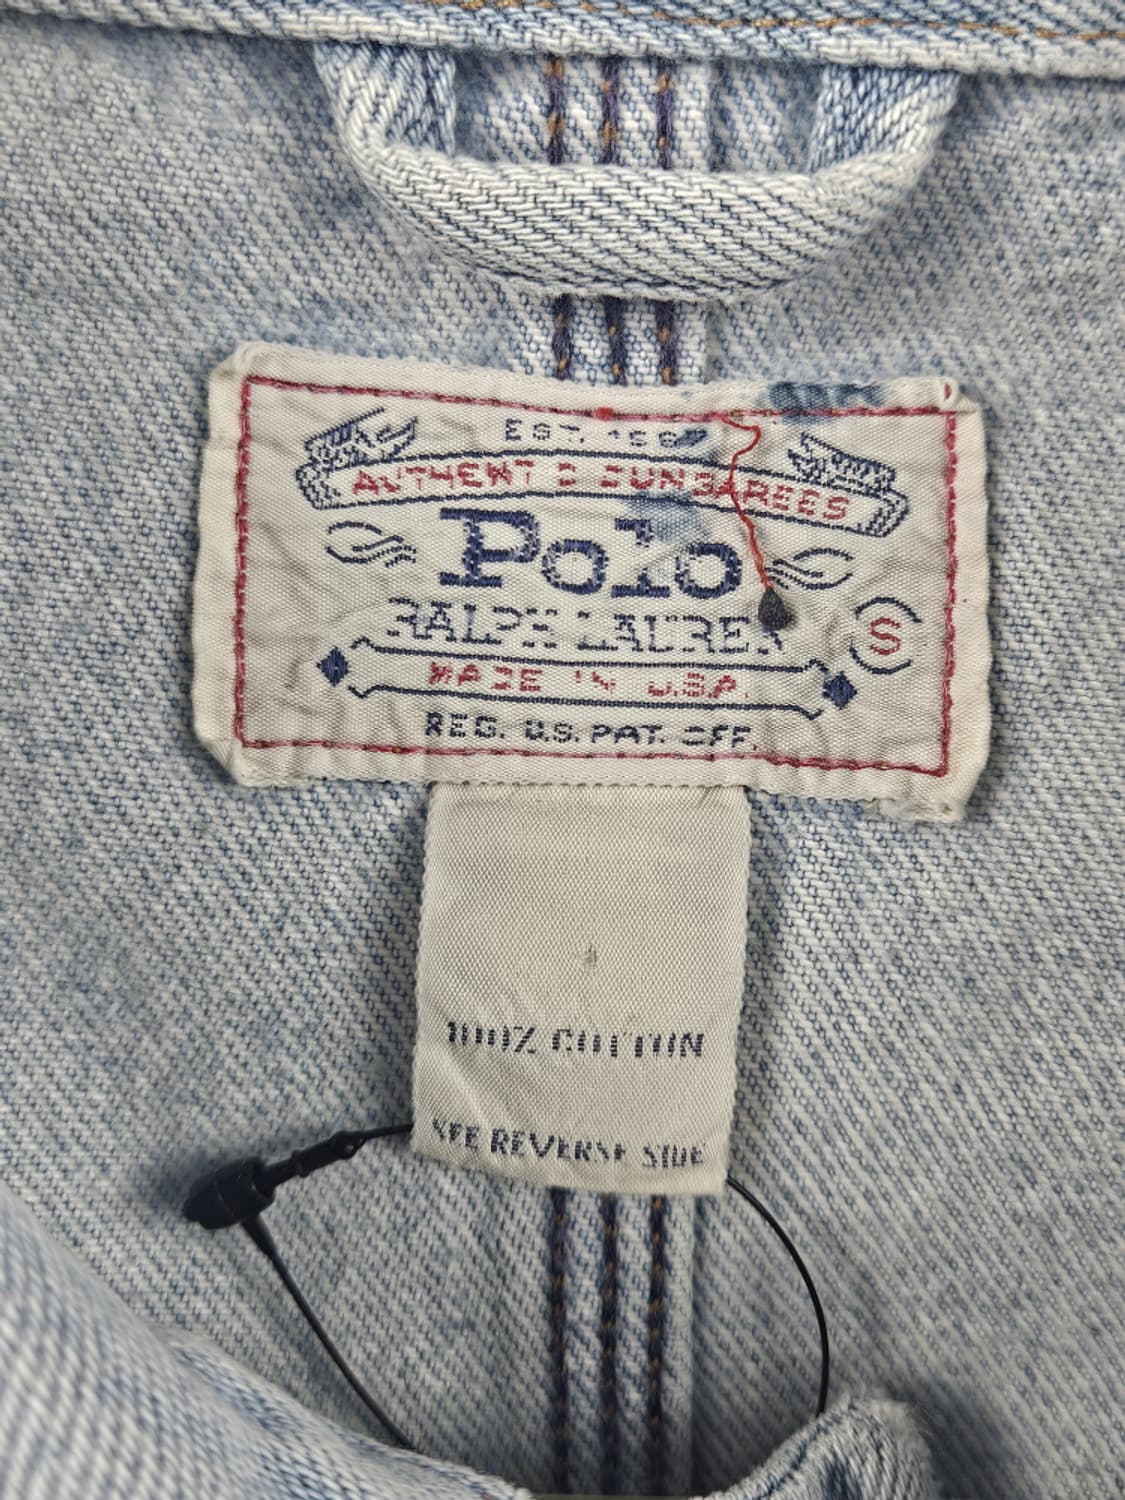 EST. 1967
AUTHENTIC DUNGAREES
Polo
RALPH LAUREN
S
MADE IN U.S.A.
REG. U.S. PAT. OFF.
100% COTTON
SEE REVERSE SIDE